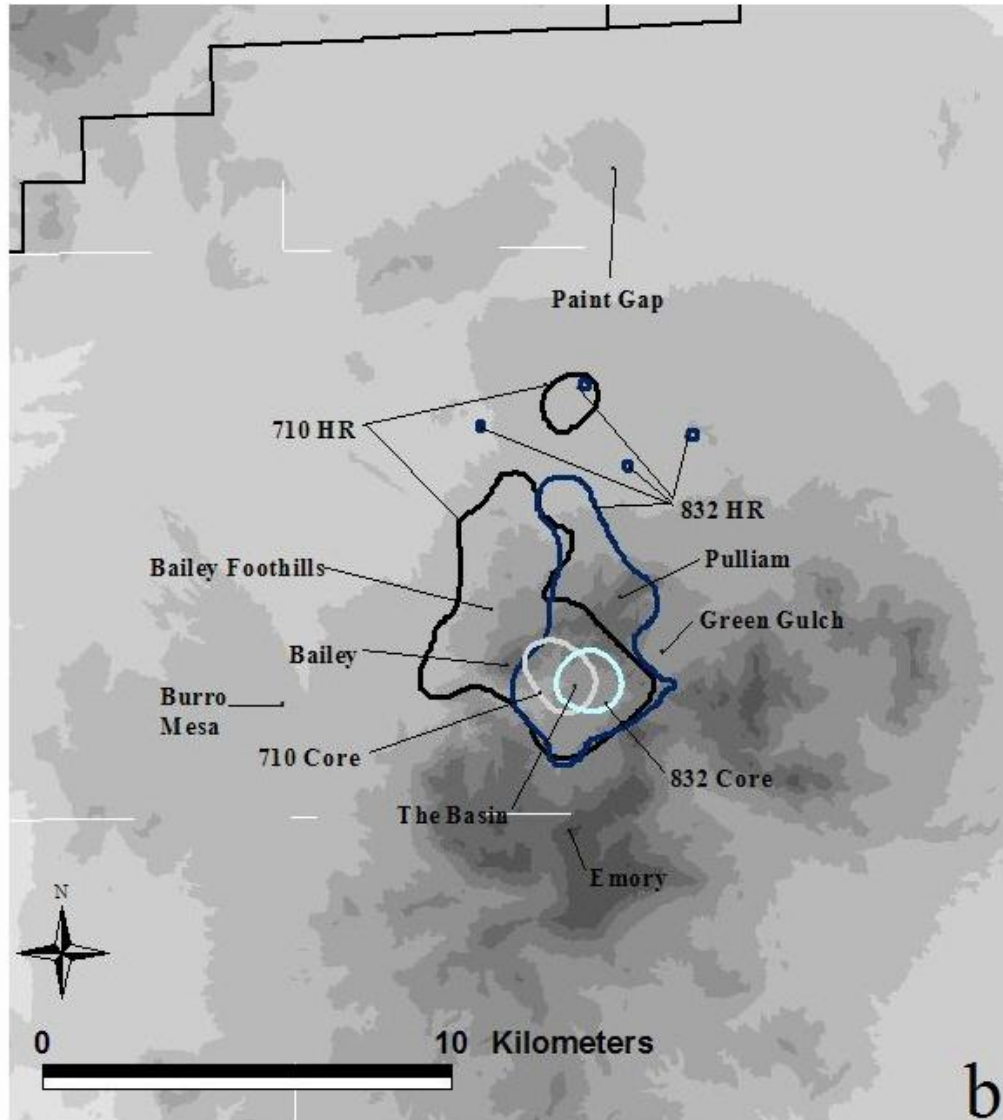 Paint Gap
710 HR
832 HR
Bailey Foothills
Pulliam
Green Gulch
Bailey
Burro
Mesa
710 Core
832 Core
The Basin
Emory
N
0 10 Kilometers
b